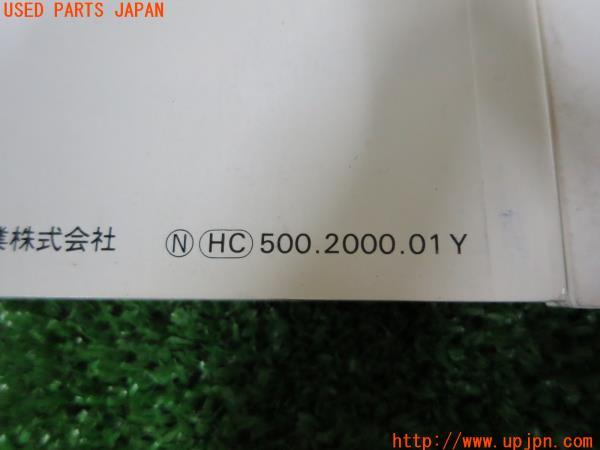 USED PARTS JAPAN
業株式会社 Ⓝ HC 500.2000.01 Y
http://www.upjpn.com/